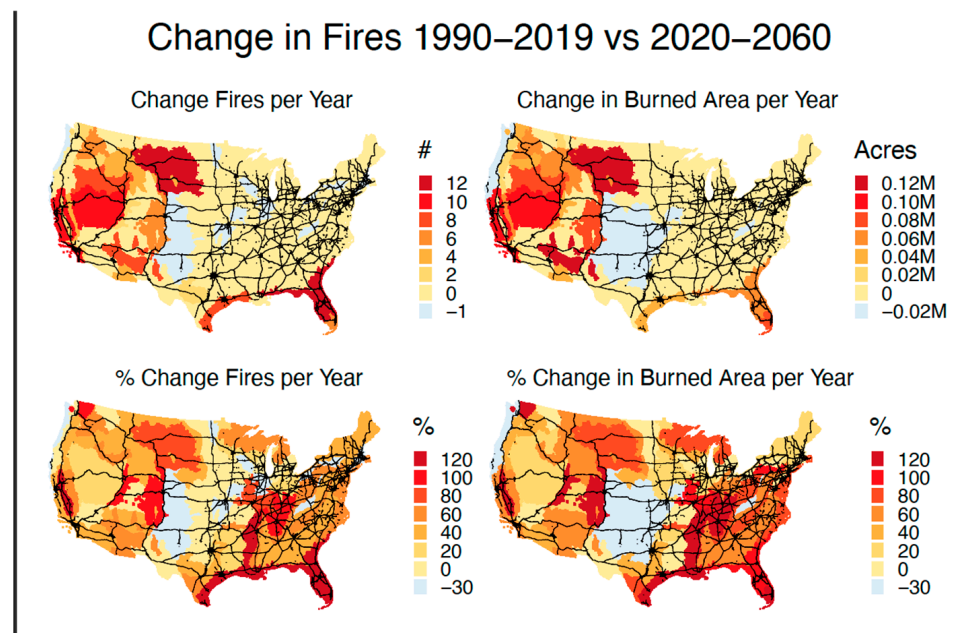 Change in Fires 1990–2019 vs 2020–2060
Change Fires per Year
#
12
10
8
6
4
2
0
−1
Change in Burned Area per Year
Acres
0.12M
0.10M
0.08M
0.06M
0.04M
0.02M
0
−0.02M
% Change Fires per Year
%
120
100
80
60
40
20
0
−30
% Change in Burned Area per Year
%
120
100
80
60
40
20
0
−30